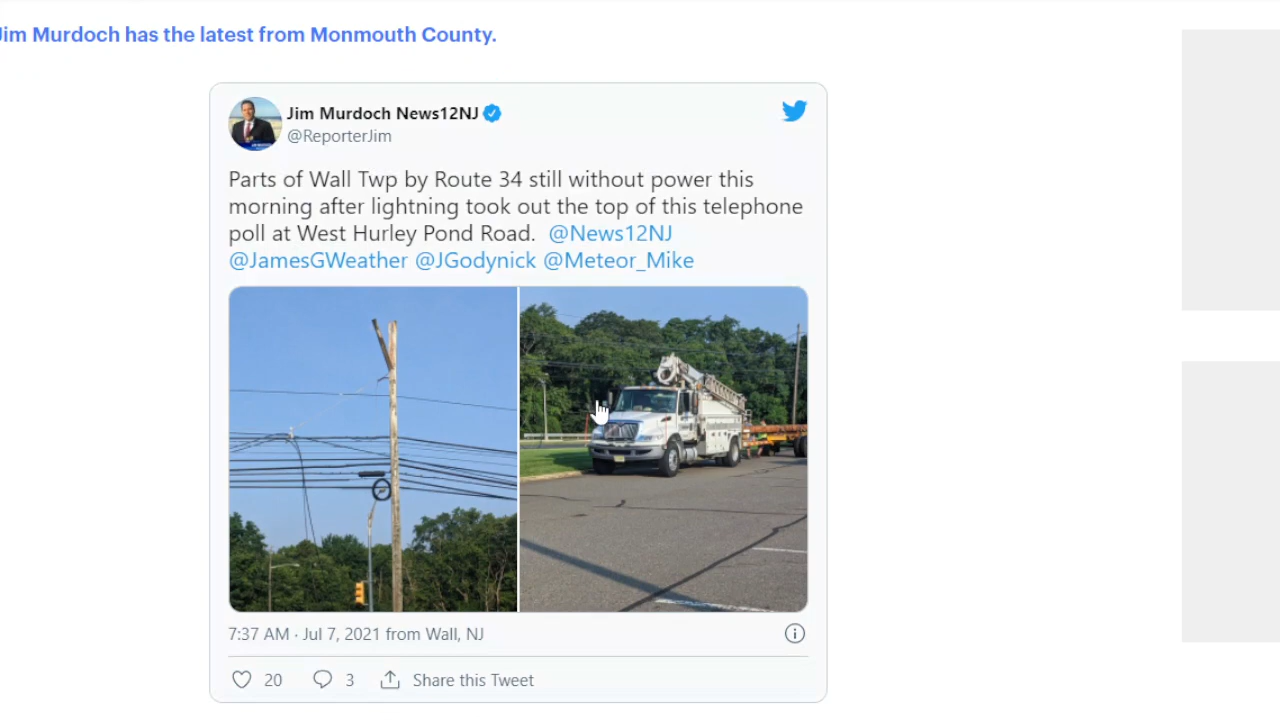 Jim Murdoch has the latest from Monmouth County.
Jim Murdoch News12NJ
@ReporterJim
Parts of Wall Twp by Route 34 still without power this
morning after lightning took out the top of this telephone
poll at West Hurley Pond Road. @News12NJ
@JamesGWeather @JGodynick @Meteor_Mike
7:37 AM · Jul 7, 2021 from Wall, NJ
20 3 Share this Tweet